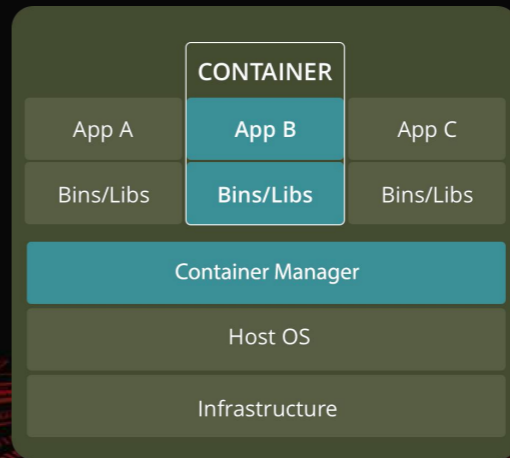 CONTAINER
App A App B App C
Bins/Libs Bins/Libs Bins/Libs
Container Manager
Host OS
Infrastructure